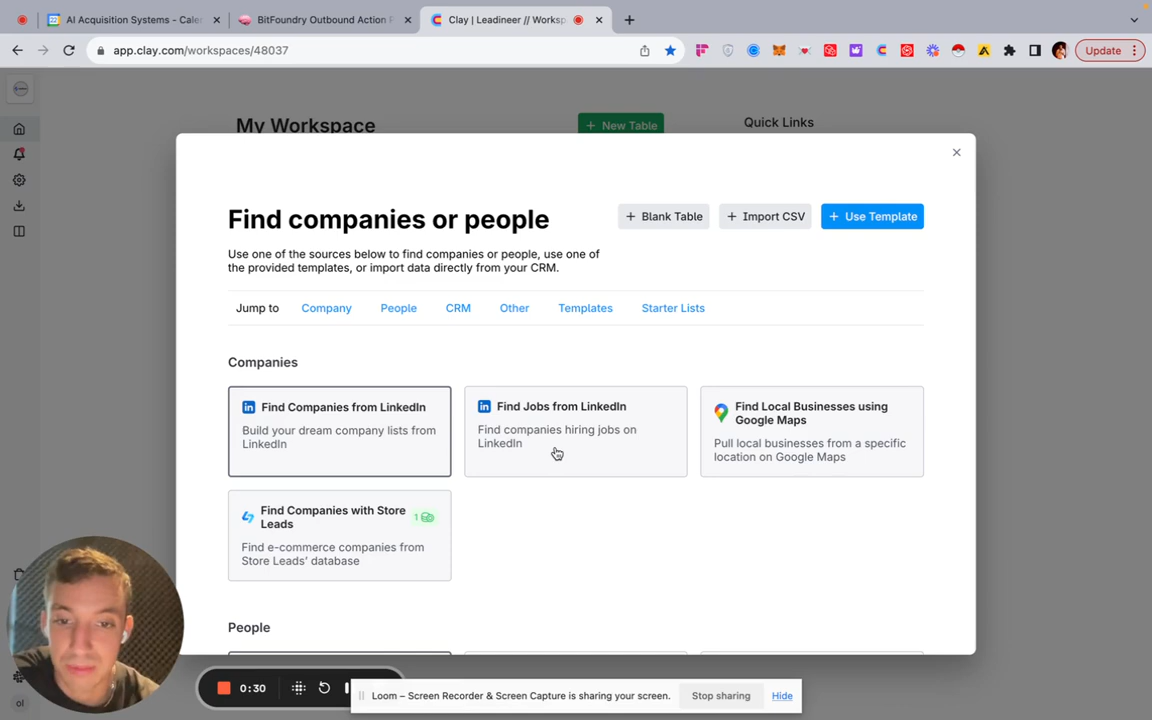 AI Acquisition Systems - Caler
BitFoundry Outbound Action P
Clay | Leadineer // Worksp
app.clay.com/workspaces/48037
Update
My Workspace
+ New Table
Quick Links
Find companies or people
+ Blank Table
+ Import CSV
+ Use Template
Use one of the sources below to find companies or people, use one of
the provided templates, or import data directly from your CRM.
Jump to
Company
People
CRM
Other
Templates
Starter Lists
Companies
Find Companies from LinkedIn
Build your dream company lists from
LinkedIn
Find Jobs from LinkedIn
Find companies hiring jobs on
LinkedIn
Find Local Businesses using
Google Maps
Pull local businesses from a specific
location on Google Maps
Find Companies with Store
Leads
1
Find e-commerce companies from
Store Leads' database
People
0:30
Loom – Screen Recorder & Screen Capture is sharing your screen.
Stop sharing
Hide
ol